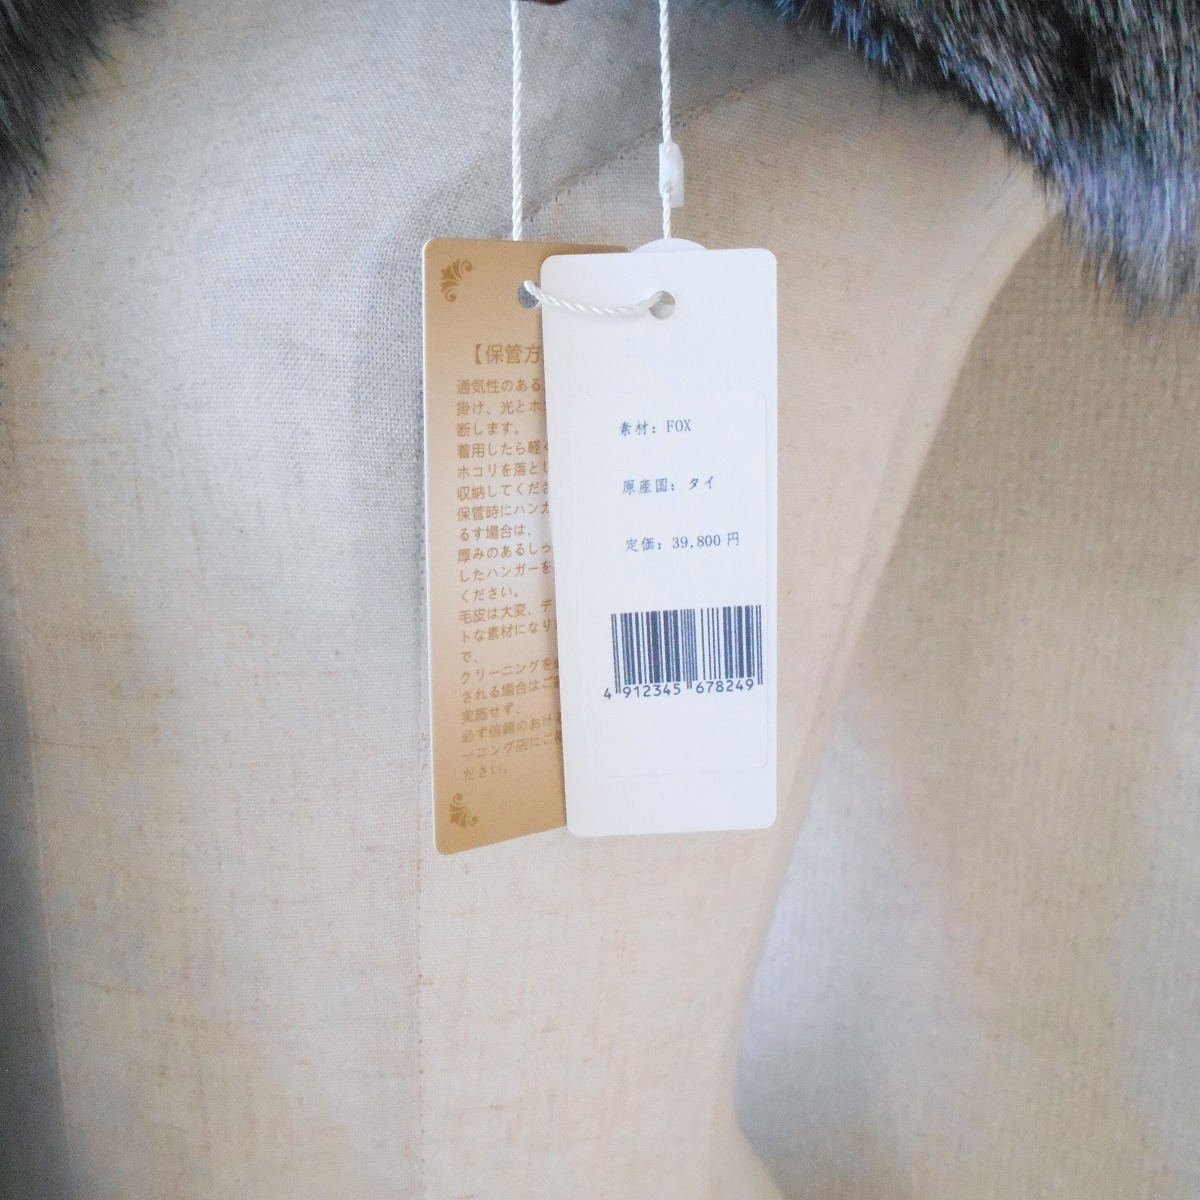 【保管方
通気性のある
掛け、光とホコ
断します。
着用したら軽く
ホコリを落とし
収納してくださ
保管時にハンガ
るす場合は、
厚みのあるしっ
したハンガーを
ください。
毛皮は大変、デ
トな素材になり
で、
クリーニングを
される場合はご
実施せず、
必ず信頼のおけ
ーニング店にご
ださい。
素材: FOX
原産国: タイ
定価: 39,800 円
4 912345 678249